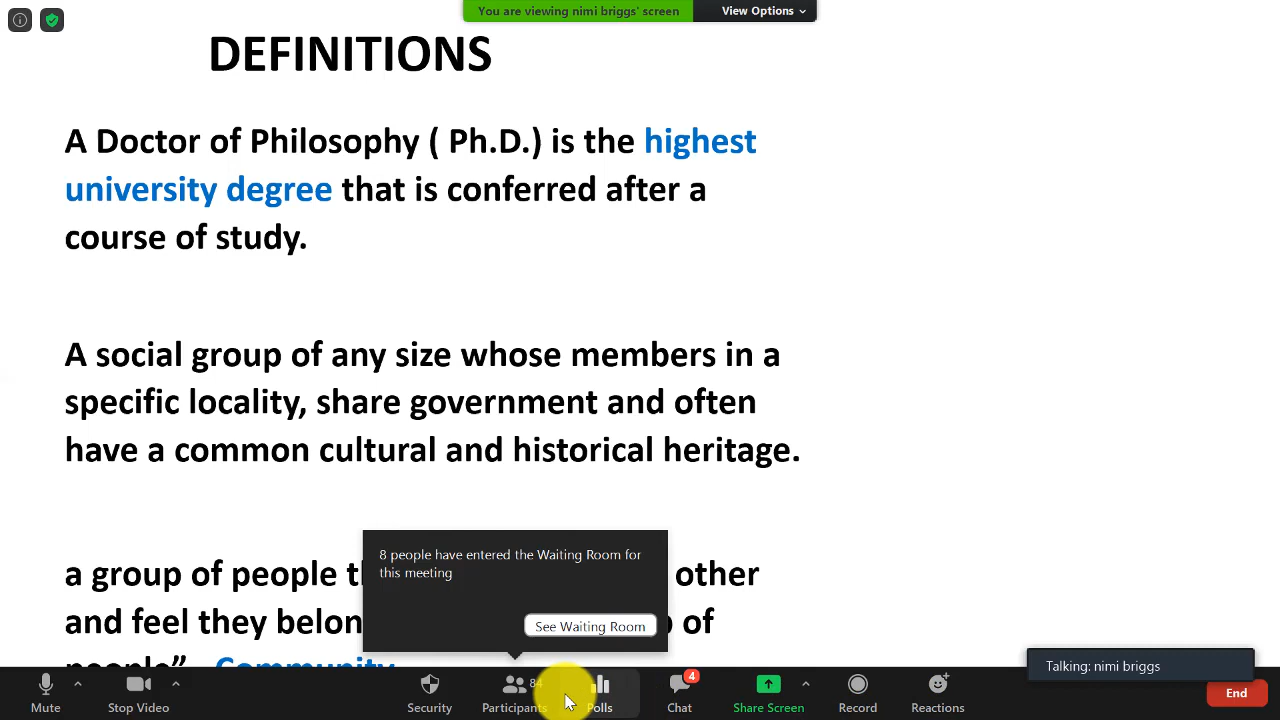 You are viewing nimi briggs' screen View Options
DEFINITIONS
A Doctor of Philosophy ( Ph.D.) is the highest
university degree that is conferred after a
course of study.
A social group of any size whose members in a
specific locality, share government and often
have a common cultural and historical heritage.
8 people have entered the Waiting Room for
this meeting
See Waiting Room
a group of people other
and feel they of
people" Community
Talking: nimi briggs
84
4
Mute Stop Video Security Participants Polls Chat Share Screen Record Reactions End